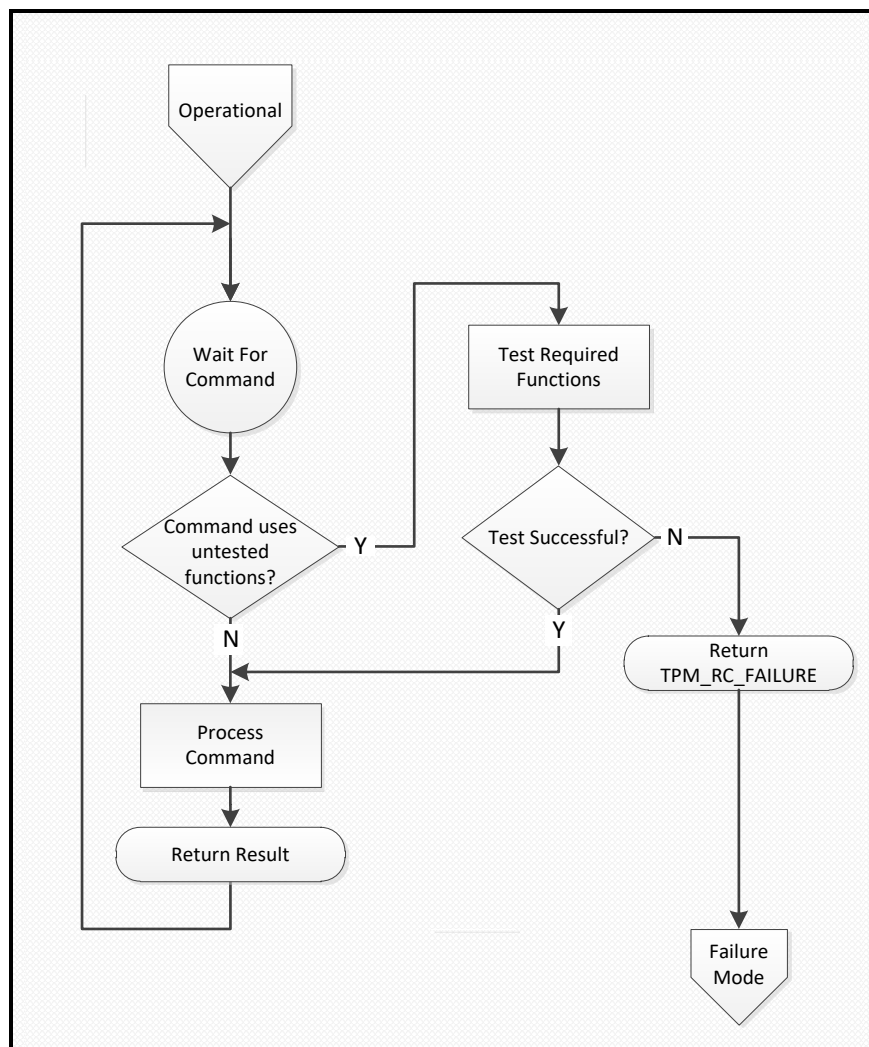 Operational
Wait For
Command
Test Required
Functions
Command uses
untested
functions?
Y
Test Successful?
N
N
Y
Return
TPM_RC_FAILURE
Process
Command
Return Result
Failure
Mode